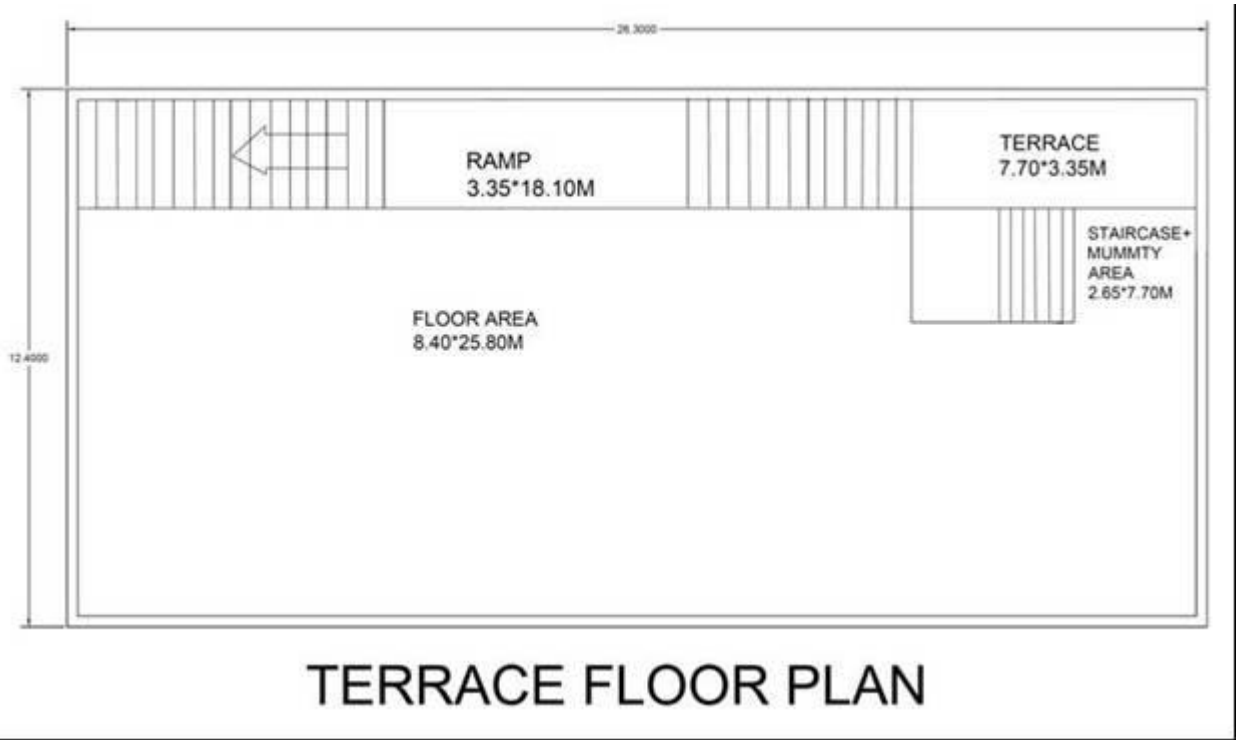 26.3000
RAMP
3.35*18.10M
TERRACE
7.70*3.35M
STAIRCASE+
MUMMTY
AREA
2.65*7.70M
FLOOR AREA
8.40*25.80M
12.4000
TERRACE FLOOR PLAN